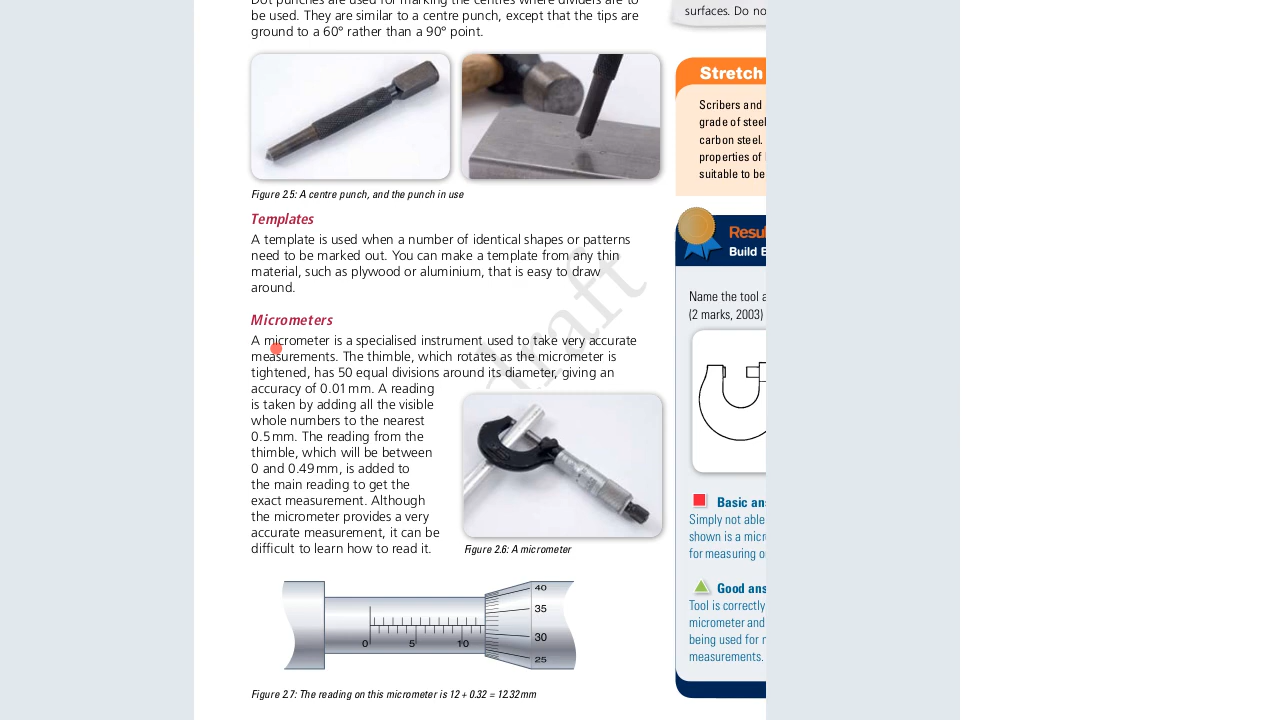 Dot punches are used for marking the centres where dividers are to
be used. They are similar to a centre punch, except that the tips are
ground to a 60° rather than a 90° point.
Figure 2.5: A centre punch, and the punch in use
Templates
A template is used when a number of identical shapes or patterns
need to be marked out. You can make a template from any thin
material, such as plywood or aluminium, that is easy to draw
around.
Micrometers
A micrometer is a specialised instrument used to take very accurate
measurements. The thimble, which rotates as the micrometer is
tightened, has 50 equal divisions around its diameter, giving an
accuracy of 0.01 mm. A reading
is taken by adding all the visible
whole numbers to the nearest
0.5 mm. The reading from the
thimble, which will be between
0 and 0.49 mm, is added to
the main reading to get the
exact measurement. Although
the micrometer provides a very
accurate measurement, it can be
difficult to learn how to read it.
Figure 2.6: A micrometer
0 5 10
40
35
30
25
Figure 2.7: The reading on this micrometer is 12 + 0.32 = 12.32 mm
draft
surfaces. Do no
Stretch
Scribers and
grade of steel
carbon steel.
properties of
suitable to be
Resu
Build E
Name the tool a
(2 marks, 2003)
Basic an
Simply not able
shown is a micr
for measuring o
Good ans
Tool is correctly
micrometer and
being used for
measurements.